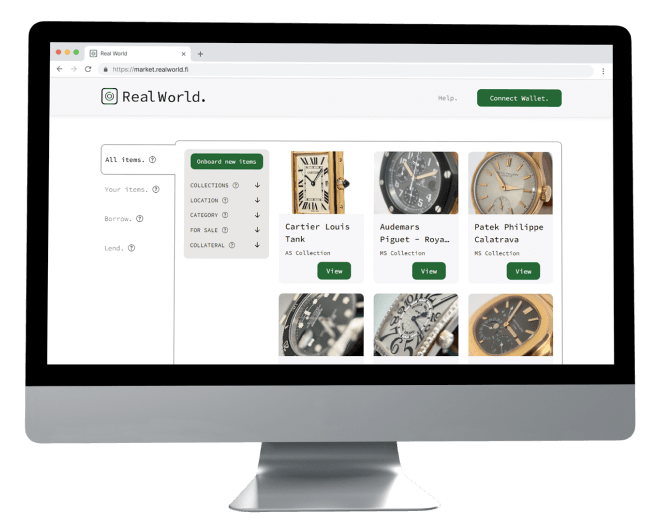 Real World
https://market.realworld.fi
RealWorld.
Help.
Connect Wallet.
All items.
Your items.
Borrow.
Lend.
Onboard new items
COLLECTIONS
LOCATION
CATEGORY
FOR SALE
COLLATERAL
Cartier Louis
Tank
AS Collection
View
Audemars
Piguet - Roya…
MS Collection
View
Patek Philippe
Calatrava
MS Collection
View